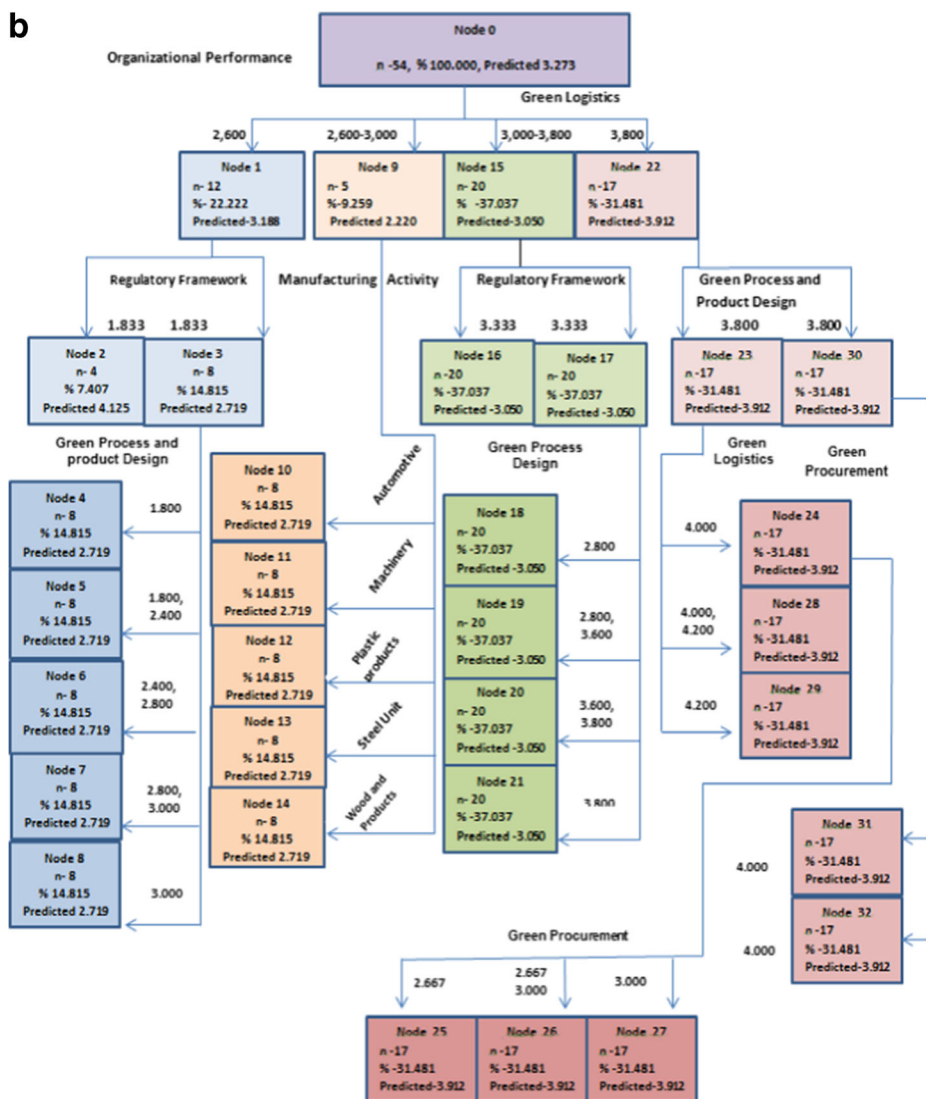 b
Organizational Performance
Node 0
n -54, % 100.000, Predicted 3.273
Green Logistics
2,600
2,600-3,000
3,000-3,800
3,800
Node 1
n- 12
%- 22.222
Predicted-3.188
Node 9
n- 5
%-9.259
Predicted 2.220
Node 15
n- 20
% -37.037
Predicted-3.050
Node 22
n -17
% -31.481
Predicted-3.912
Regulatory Framework
Manufacturing Activity
Regulatory Framework
Green Process and
Product Design
1.833
1.833
3.333
3.333
3.800
3.800
Node 2
n- 4
% 7.407
Predicted 4.125
Node 3
n- 8
% 14.815
Predicted 2.719
Node 16
n -20
% -37.037
Predicted -3.050
Node 17
n- 20
% -37.037
Predicted -3.050
Node 23
n -17
% -31.481
Predicted-3.912
Node 30
n -17
% -31.481
Predicted-3.912
Green Process and
product Design
Green Process
Design
Green
Logistics
Green
Procurement
Node 4
n- 8
% 14.815
Predicted 2.719
1.800
Node 5
n- 8
% 14.815
Predicted 2.719
1.800,
2.400
Node 6
n- 8
% 14.815
Predicted 2.719
2.400,
2.800
Node 7
n- 8
% 14.815
Predicted 2.719
2.800,
3.000
Node 8
n- 8
% 14.815
Predicted 2.719
3.000
Node 10
n- 8
% 14.815
Predicted 2.719
Automotive
Node 11
n- 8
% 14.815
Predicted 2.719
Machinery
Node 12
n- 8
% 14.815
Predicted 2.719
Plastic
products
Node 13
n- 8
% 14.815
Predicted 2.719
Steel Unit
Node 14
n- 8
% 14.815
Predicted 2.719
Wood and
Products
Node 18
n- 20
% -37.037
Predicted -3.050
2.800
Node 19
n- 20
% -37.037
Predicted -3.050
2.800,
3.600
Node 20
n- 20
% -37.037
Predicted -3.050
3.600,
3.800
Node 21
n- 20
% -37.037
Predicted -3.050
3.800
4.000
Node 24
n -17
% -31.481
Predicted-3.912
4.000,
4.200
Node 28
n -17
% -31.481
Predicted-3.912
4.200
Node 29
n -17
% -31.481
Predicted-3.912
4.000
Node 31
n -17
% -31.481
Predicted-3.912
4.000
Node 32
n -17
% -31.481
Predicted-3.912
Green Procurement
2.667
2.667
3.000
3.000
Node 25
n -17
% -31.481
Predicted-3.912
Node 26
n -17
% -31.481
Predicted-3.912
Node 27
n -17
% -31.481
Predicted-3.912